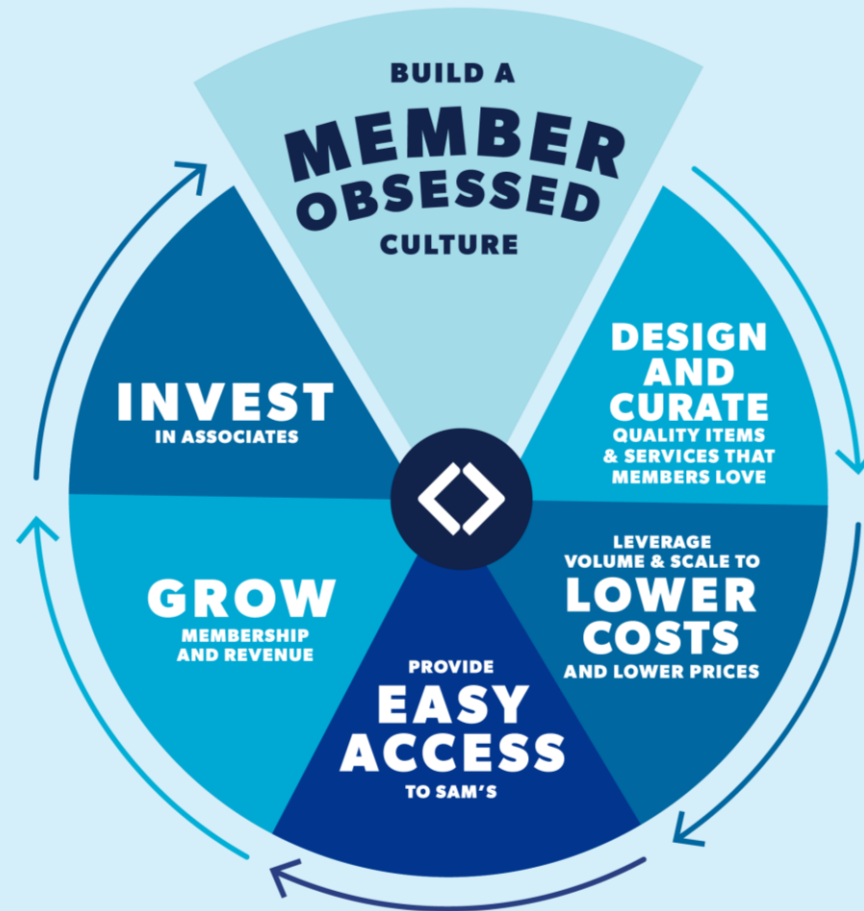 BUILD A
MEMBER
OBSESSED
CULTURE
DESIGN
AND
CURATE
QUALITY ITEMS
& SERVICES THAT
MEMBERS LOVE
LEVERAGE
VOLUME & SCALE TO
LOWER
COSTS
AND LOWER PRICES
PROVIDE
EASY
ACCESS
TO SAM'S
GROW
MEMBERSHIP
AND REVENUE
INVEST
IN ASSOCIATES